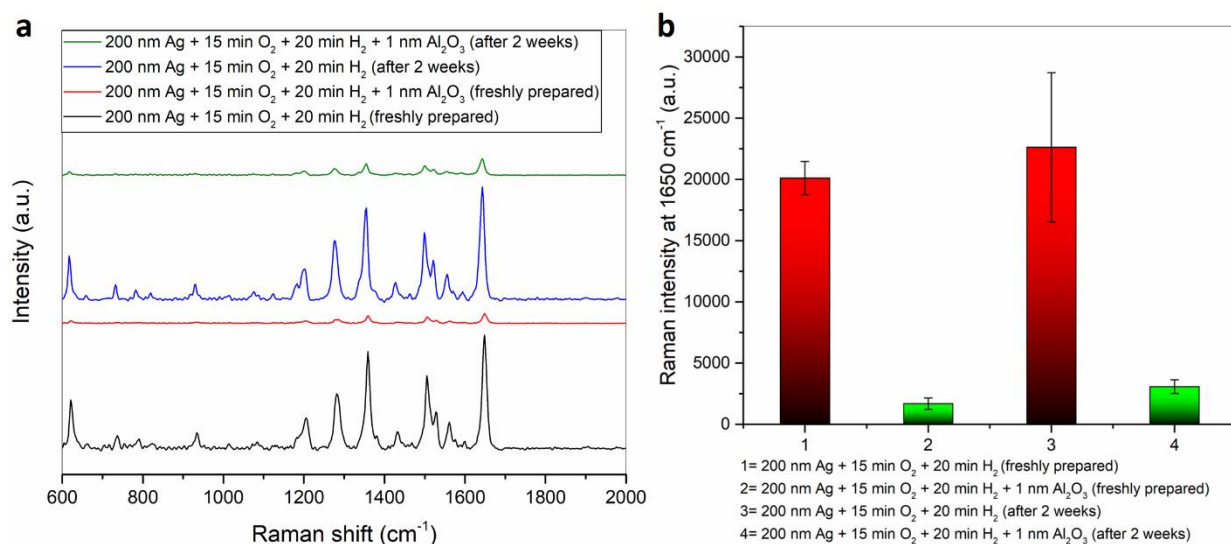 a
200 nm Ag + 15 min O₂ + 20 min H₂ + 1 nm Al₂O₃ (after 2 weeks)
200 nm Ag + 15 min O₂ + 20 min H₂ (after 2 weeks)
200 nm Ag + 15 min O₂ + 20 min H₂ + 1 nm Al₂O₃ (freshly prepared)
200 nm Ag + 15 min O₂ + 20 min H₂ (freshly prepared)
Intensity (a.u.)
600 800 1000 1200 1400 1600 1800 2000
Raman shift (cm⁻¹)
b
Raman intensity at 1650 cm⁻¹ (a.u.)
30000
25000
20000
15000
10000
5000
0
1 2 3 4
1= 200 nm Ag + 15 min O₂ + 20 min H₂ (freshly prepared)
2= 200 nm Ag + 15 min O₂ + 20 min H₂ + 1 nm Al₂O₃ (freshly prepared)
3= 200 nm Ag + 15 min O₂ + 20 min H₂ (after 2 weeks)
4= 200 nm Ag + 15 min O₂ + 20 min H₂ + 1 nm Al₂O₃ (after 2 weeks)